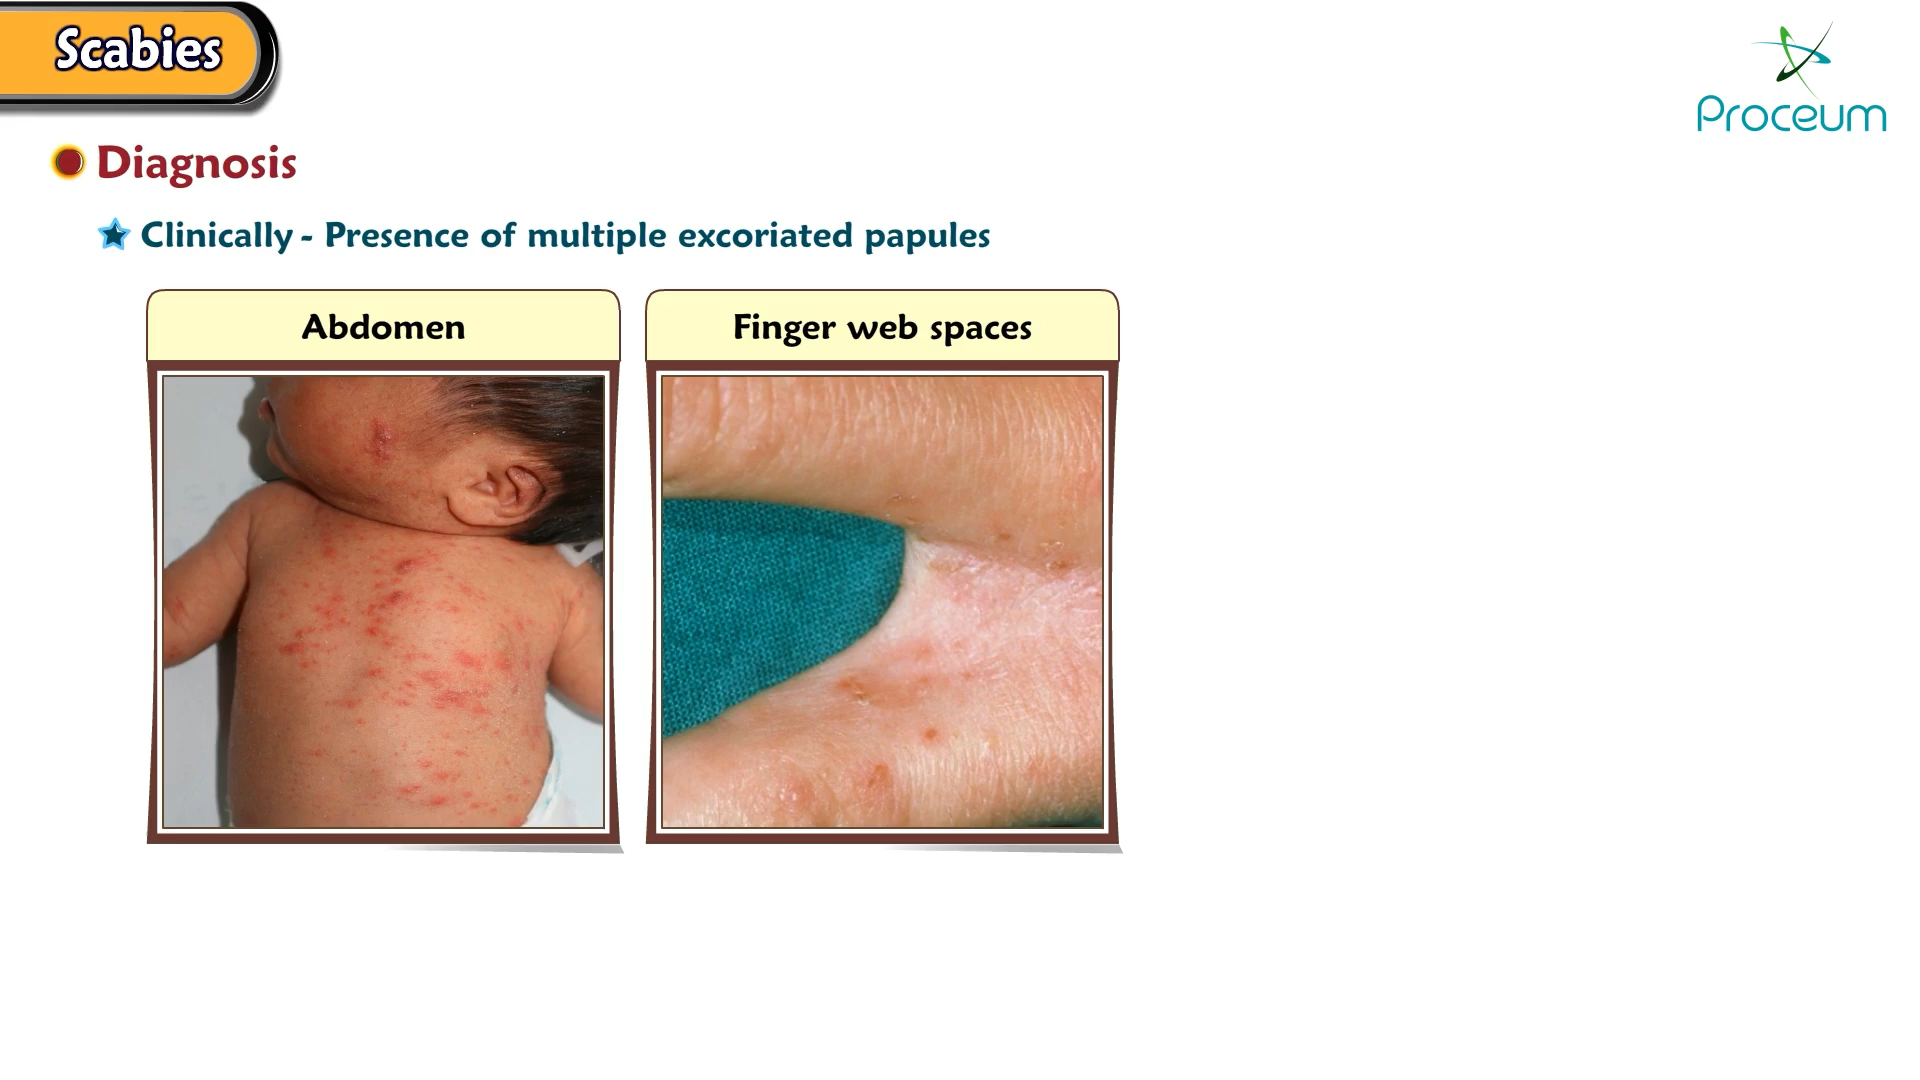 Scabies
Proceum
Diagnosis
Clinically - Presence of multiple excoriated papules
Abdomen
Finger web spaces